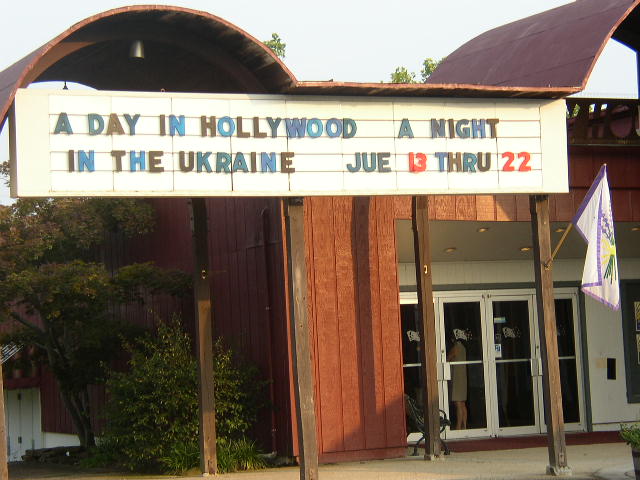 A DAY IN HOLLYWOOD A NIGHT
IN THE UKRAINE JUE 13 THRU 22